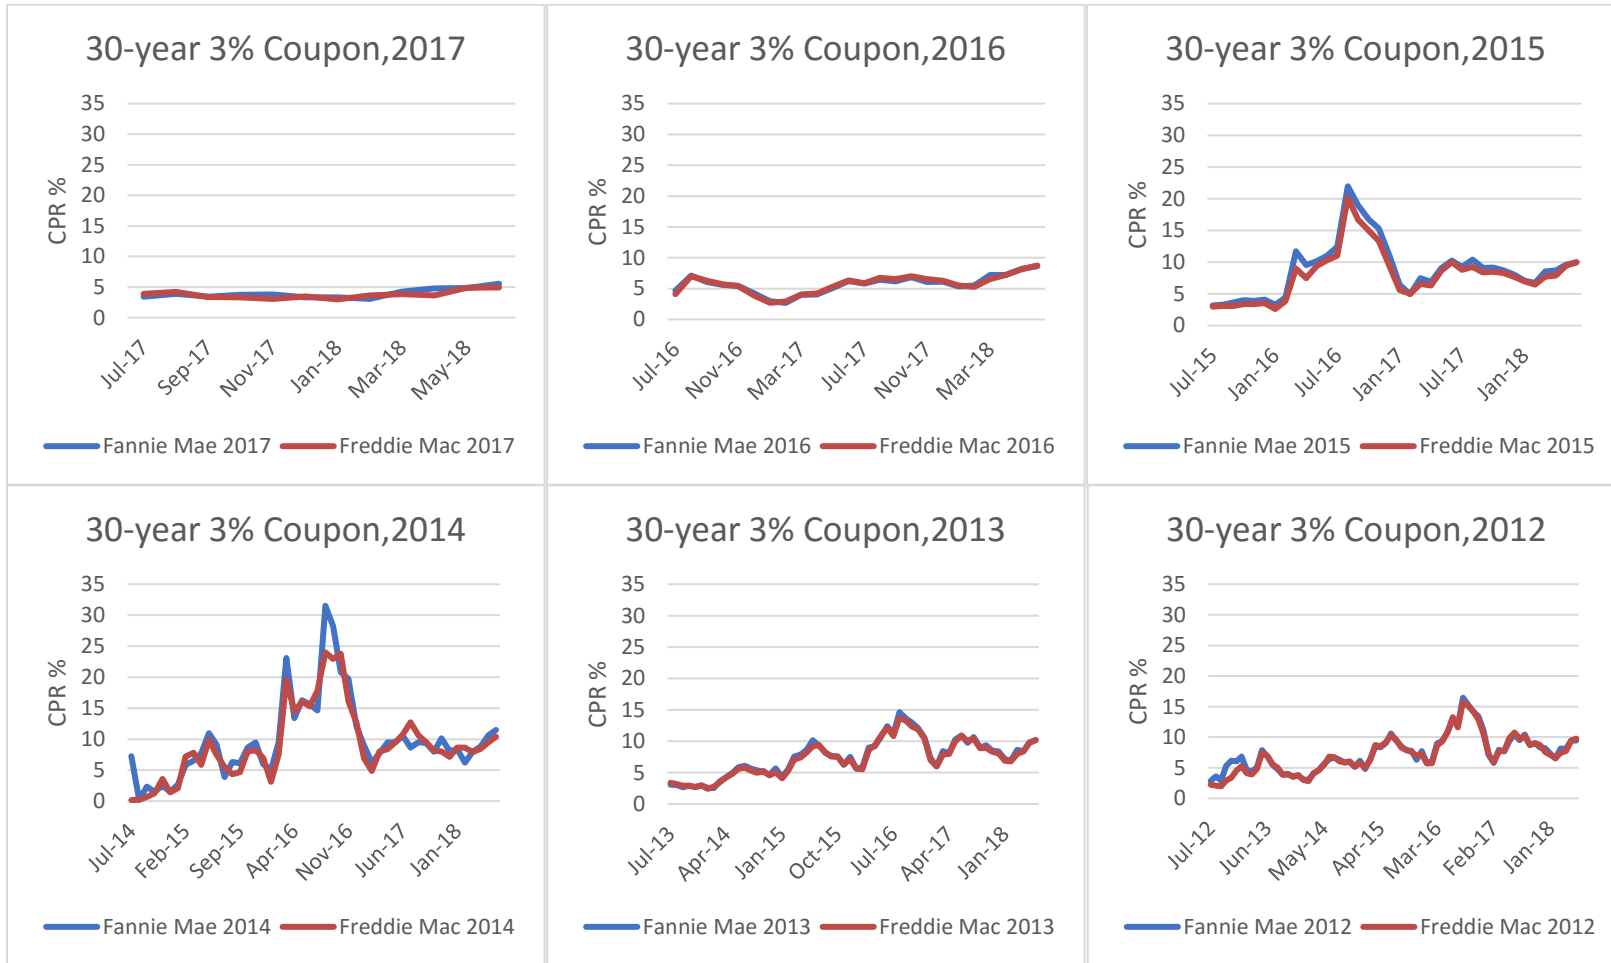 30-year 3% Coupon,2017
35
30
25
20
15
10
5
0
CPR %
Jul-17
Sep-17
Nov-17
Jan-18
Mar-18
May-18
Fannie Mae 2017
Freddie Mac 2017
30-year 3% Coupon,2016
35
30
25
20
15
10
5
0
CPR %
Jul-16
Nov-16
Mar-17
Jul-17
Nov-17
Mar-18
Fannie Mae 2016
Freddie Mac 2016
30-year 3% Coupon,2015
35
30
25
20
15
10
5
0
CPR %
Jul-15
Jan-16
Jul-16
Jan-17
Jul-17
Jan-18
Fannie Mae 2015
Freddie Mac 2015
30-year 3% Coupon,2014
35
30
25
20
15
10
5
0
CPR %
Jul-14
Feb-15
Sep-15
Apr-16
Nov-16
Jun-17
Jan-18
Fannie Mae 2014
Freddie Mac 2014
30-year 3% Coupon,2013
35
30
25
20
15
10
5
0
CPR %
Jul-13
Apr-14
Jan-15
Oct-15
Jul-16
Apr-17
Jan-18
Fannie Mae 2013
Freddie Mac 2013
30-year 3% Coupon,2012
35
30
25
20
15
10
5
0
CPR %
Jul-12
Jun-13
May-14
Apr-15
Mar-16
Feb-17
Jan-18
Fannie Mae 2012
Freddie Mac 2012